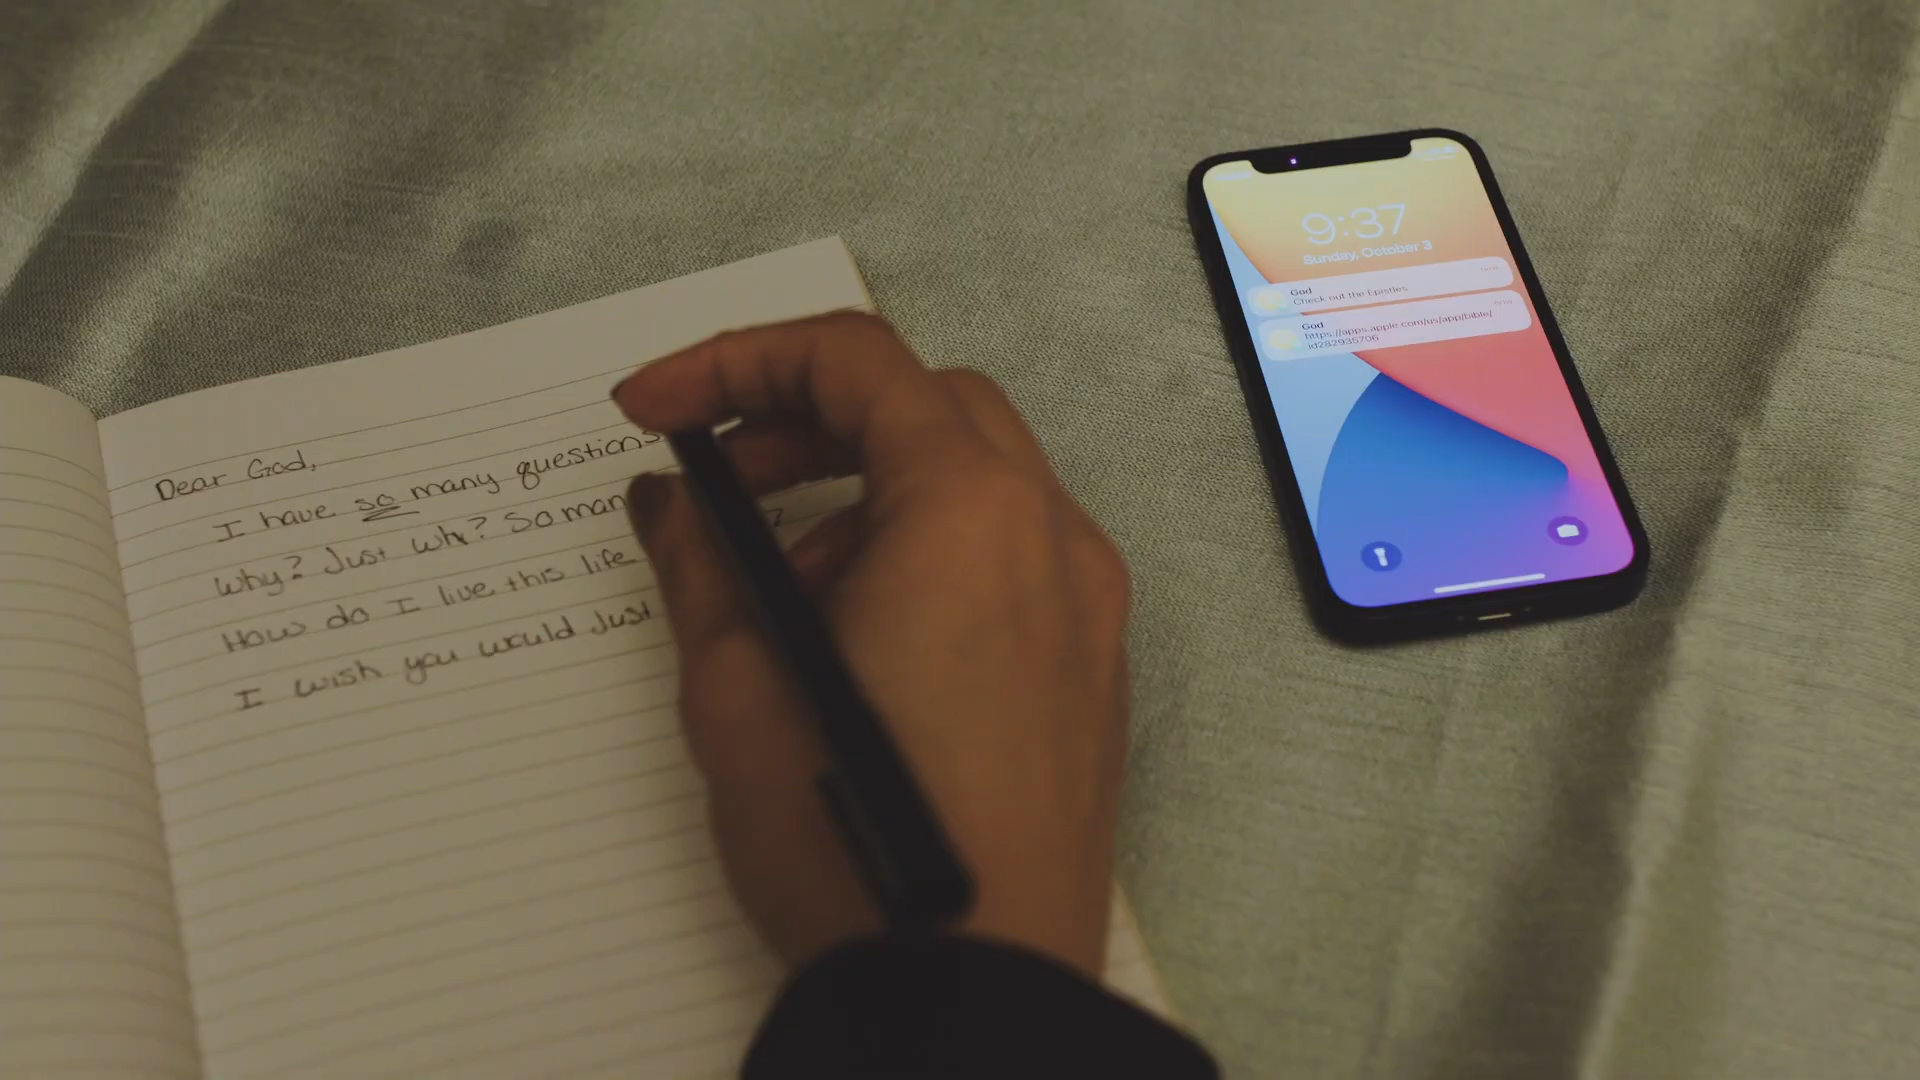 Dear God,
I have so many questions
why? Just why? So man ?
How do I live this life
I wish you would just
9:37
Sunday, October 3
God
Check out the Epistles
now
God
https://apps.apple.com/us/app/bible/
id282935706
now